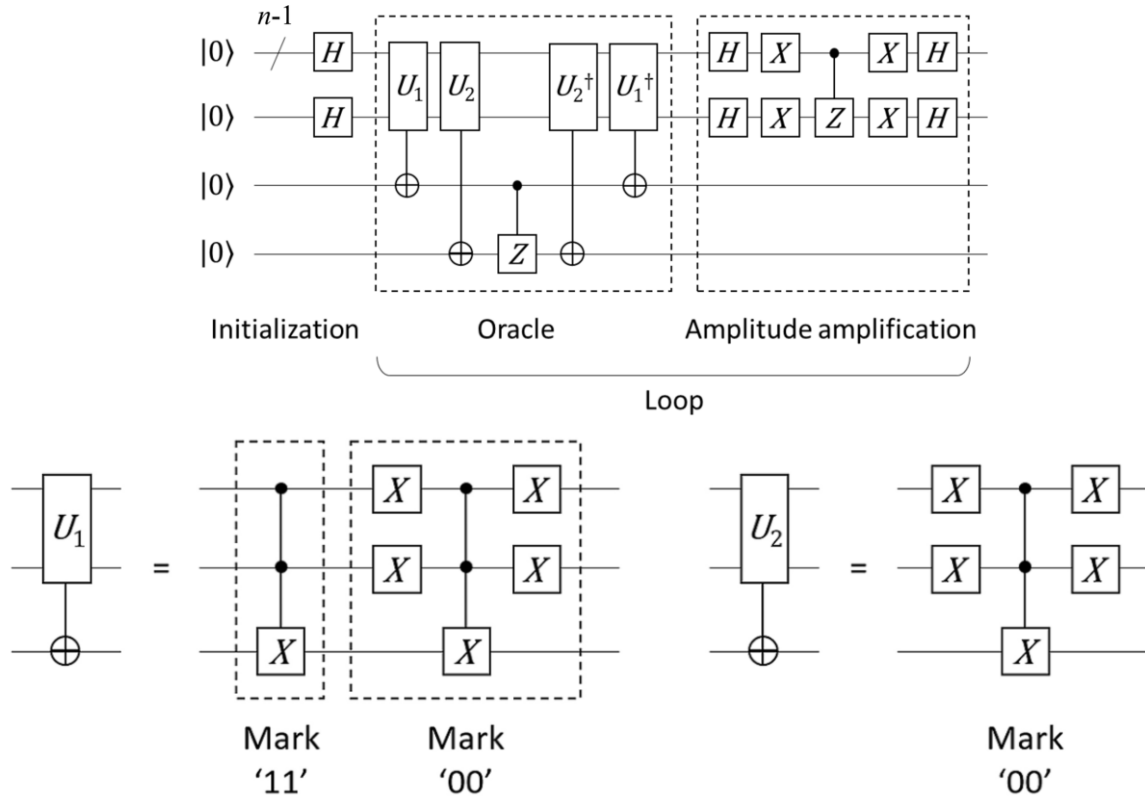 n-1
|0⟩ H U₁ U₂ U₂† U₁† H X X H
|0⟩ H H X Z X H
|0⟩
|0⟩ Z
Initialization Oracle Amplitude amplification
Loop
X X X X
U₁ = X X U₂ = X X
X X X
Mark Mark Mark
‘11’ ‘00’ ‘00’